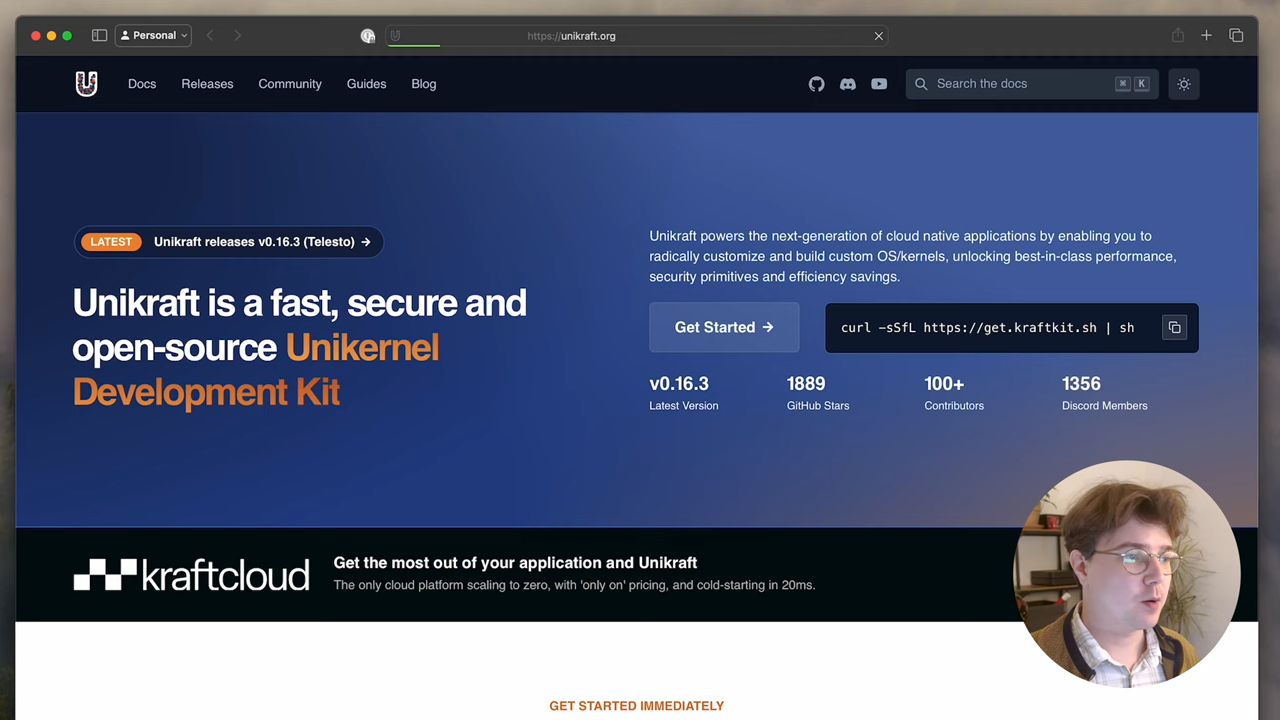 Personal
https://unikraft.org
Docs
Releases
Community
Guides
Blog
Search the docs
⌘ K
LATEST
Unikraft releases v0.16.3 (Telesto) →
Unikraft is a fast, secure and
open-source Unikernel
Development Kit
Unikraft powers the next-generation of cloud native applications by enabling you to
radically customize and build custom OS/kernels, unlocking best-in-class performance,
security primitives and efficiency savings.
Get Started →
curl -sSfL https://get.kraftkit.sh | sh
v0.16.3
Latest Version
1889
GitHub Stars
100+
Contributors
1356
Discord Members
kraftcloud
Get the most out of your application and Unikraft
The only cloud platform scaling to zero, with 'only on' pricing, and cold-starting in 20ms.
GET STARTED IMMEDIATELY